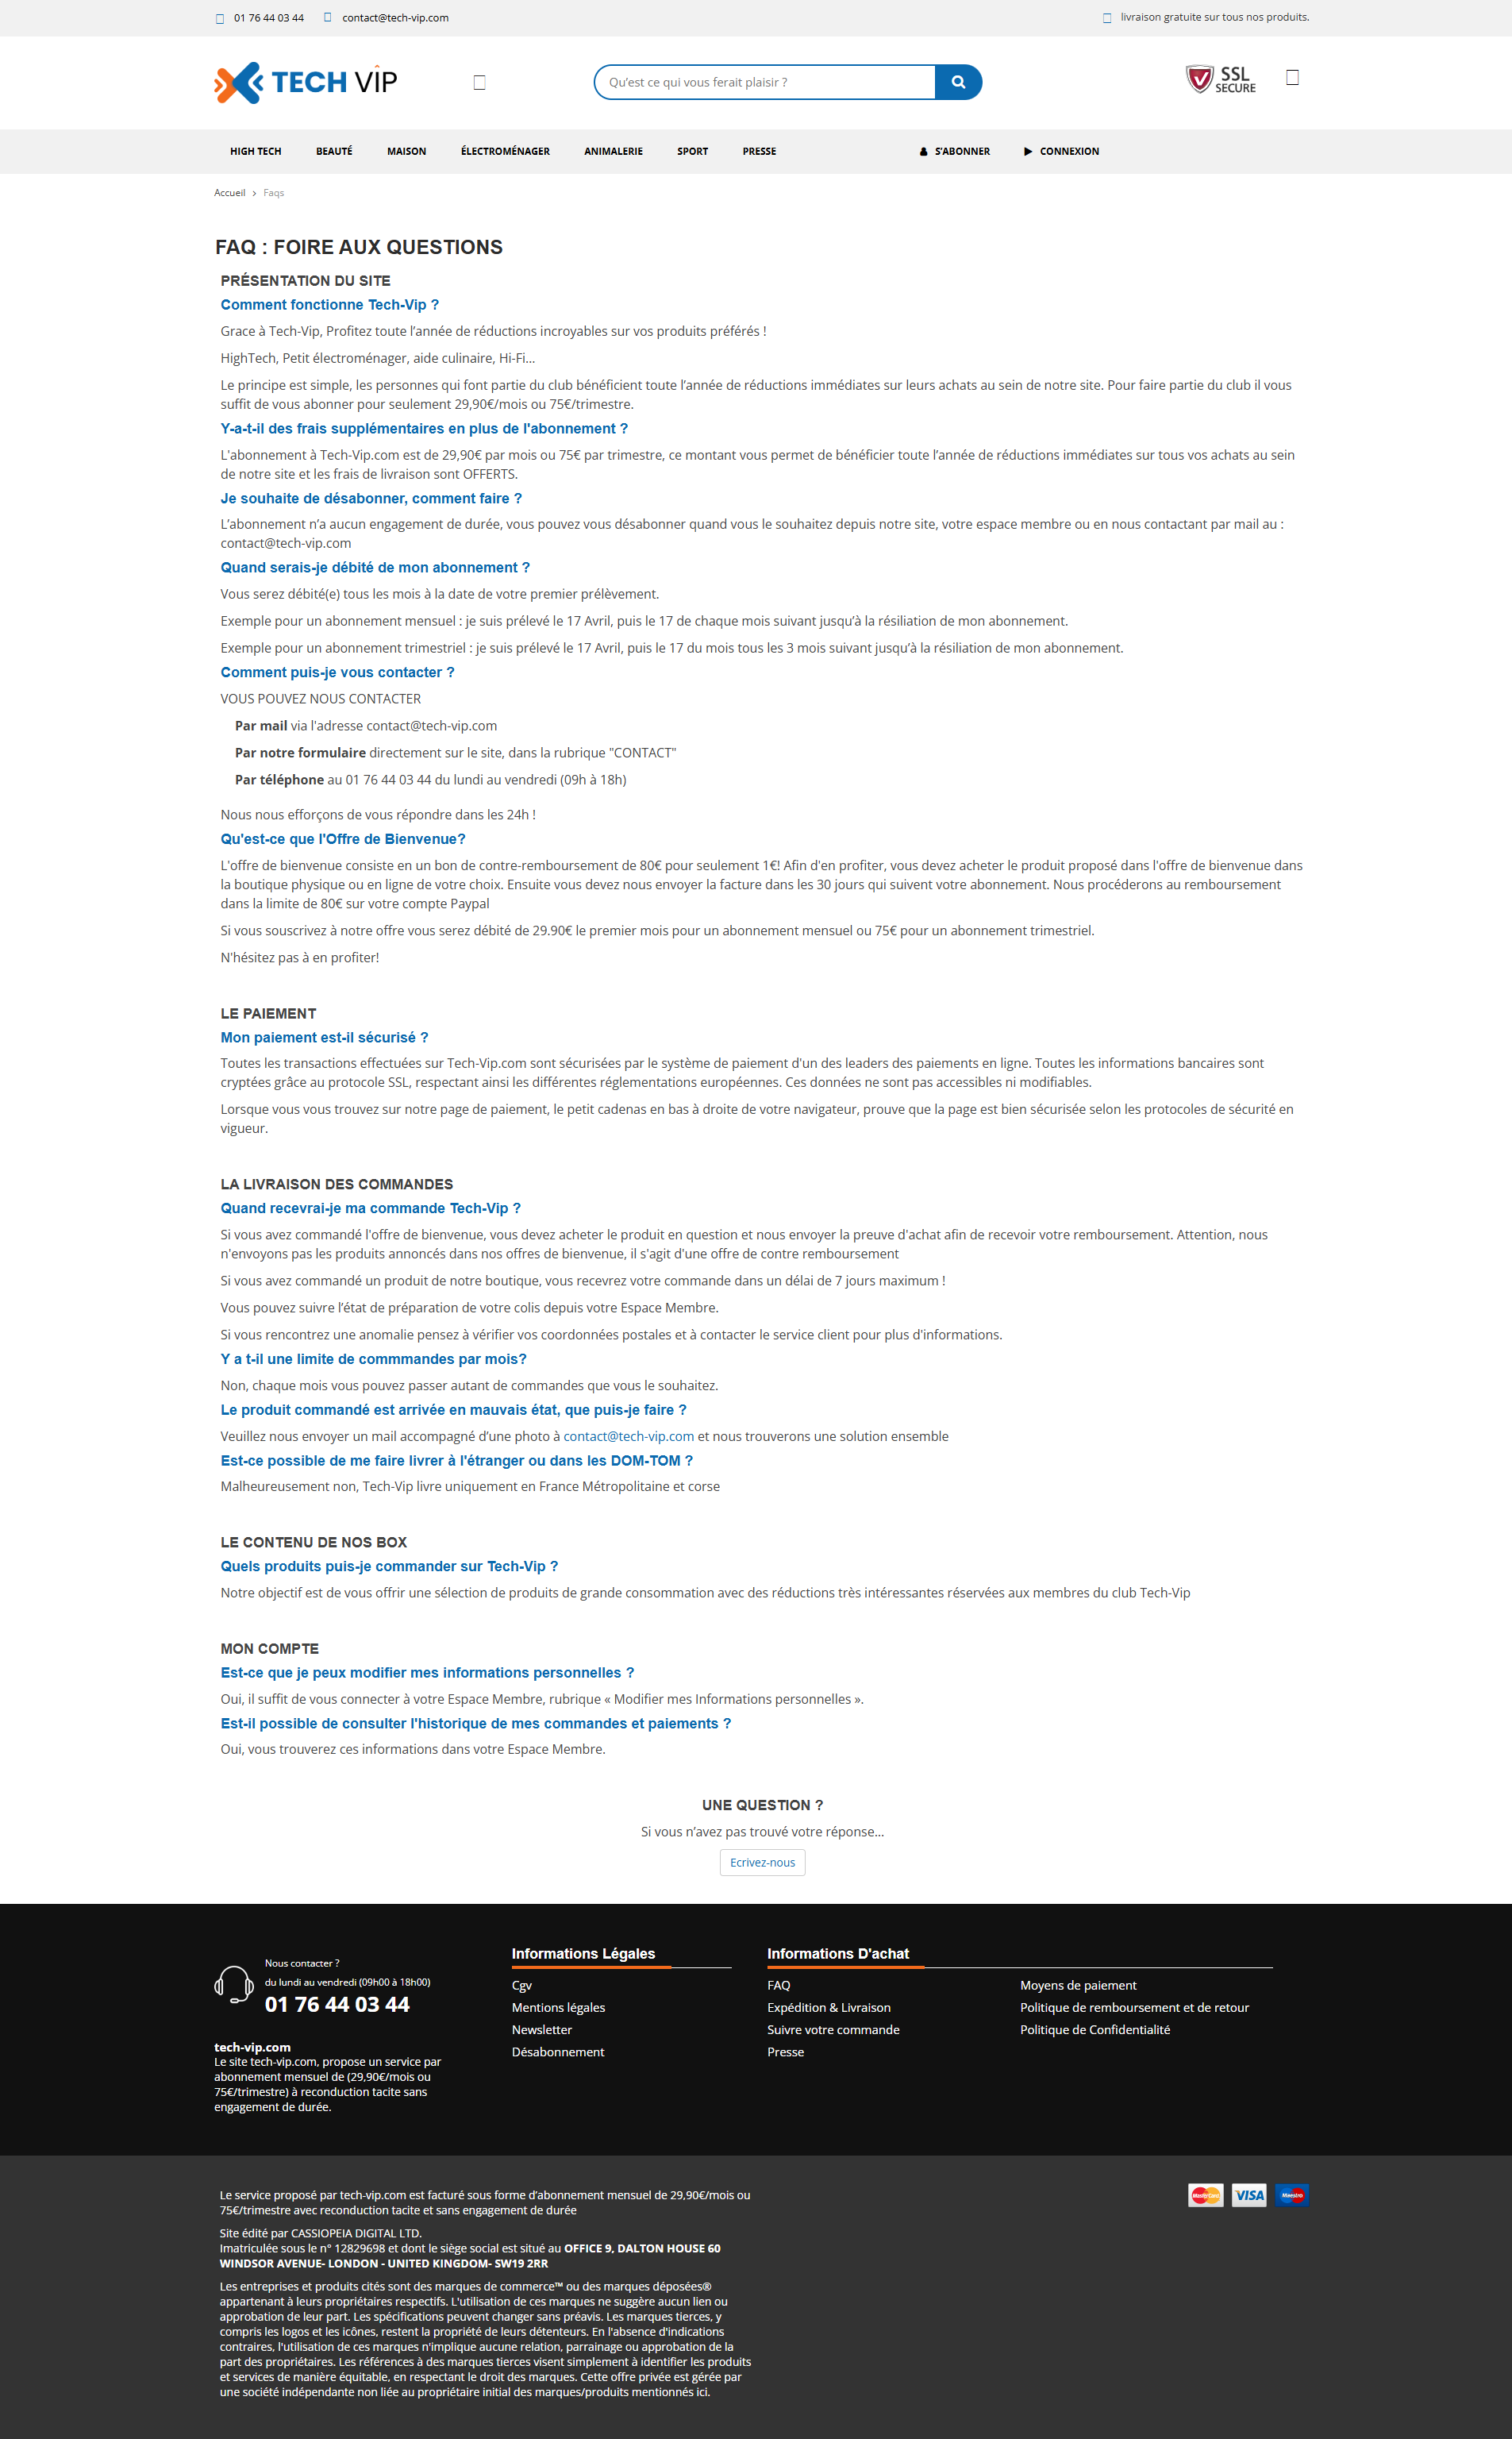 01 76 44 03 44
contact@tech-vip.com
livraison gratuite sur tous nos produits.
TECH VIP
Qu'est ce qui vous ferait plaisir ?
SSL
SECURE
HIGH TECH
BEAUTÉ
MAISON
ÉLECTROMÉNAGER
ANIMALERIE
SPORT
PRESSE
S'ABONNER
CONNEXION
Accueil > Faqs
FAQ : FOIRE AUX QUESTIONS
PRÉSENTATION DU SITE
Comment fonctionne Tech-Vip ?
Grace à Tech-Vip, Profitez toute l’année de réductions incroyables sur vos produits préférés !
HighTech, Petit électroménager, aide culinaire, Hi-Fi...
Le principe est simple, les personnes qui font partie du club bénéficient toute l’année de réductions immédiates sur leurs achats au sein de notre site. Pour faire partie du club il vous
suffit de vous abonner pour seulement 29,90€/mois ou 75€/trimestre.
Y-a-t-il des frais supplémentaires en plus de l'abonnement ?
L'abonnement à Tech-Vip.com est de 29,90€ par mois ou 75€ par trimestre, ce montant vous permet de bénéficier toute l’année de réductions immédiates sur tous vos achats au sein
de notre site et les frais de livraison sont OFFERTS.
Je souhaite de désabonner, comment faire ?
L’abonnement n’a aucun engagement de durée, vous pouvez vous désabonner quand vous le souhaitez depuis notre site, votre espace membre ou en nous contactant par mail au :
contact@tech-vip.com
Quand serais-je débité de mon abonnement ?
Vous serez débité(e) tous les mois à la date de votre premier prélèvement.
Exemple pour un abonnement mensuel : je suis prélevé le 17 Avril, puis le 17 de chaque mois suivant jusqu’à la résiliation de mon abonnement.
Exemple pour un abonnement trimestriel : je suis prélevé le 17 Avril, puis le 17 du mois tous les 3 mois suivant jusqu’à la résiliation de mon abonnement.
Comment puis-je vous contacter ?
VOUS POUVEZ NOUS CONTACTER
Par mail via l'adresse contact@tech-vip.com
Par notre formulaire directement sur le site, dans la rubrique "CONTACT"
Par téléphone au 01 76 44 03 44 du lundi au vendredi (09h à 18h)
Nous nous efforçons de vous répondre dans les 24h !
Qu'est-ce que l'Offre de Bienvenue?
L'offre de bienvenue consiste en un bon de contre-remboursement de 80€ pour seulement 1€! Afin d'en profiter, vous devez acheter le produit proposé dans l'offre de bienvenue dans
la boutique physique ou en ligne de votre choix. Ensuite vous devez nous envoyer la facture dans les 30 jours qui suivent votre abonnement. Nous procéderons au remboursement
dans la limite de 80€ sur votre compte Paypal
Si vous souscrivez à notre offre vous serez débité de 29.90€ le premier mois pour un abonnement mensuel ou 75€ pour un abonnement trimestriel.
N'hésitez pas à en profiter!
LE PAIEMENT
Mon paiement est-il sécurisé ?
Toutes les transactions effectuées sur Tech-Vip.com sont sécurisées par le système de paiement d'un des leaders des paiements en ligne. Toutes les informations bancaires sont
cryptées grâce au protocole SSL, respectant ainsi les différentes réglementations européennes. Ces données ne sont pas accessibles ni modifiables.
Lorsque vous vous trouvez sur notre page de paiement, le petit cadenas en bas à droite de votre navigateur, prouve que la page est bien sécurisée selon les protocoles de sécurité en
vigueur.
LA LIVRAISON DES COMMANDES
Quand recevrai-je ma commande Tech-Vip ?
Si vous avez commandé l'offre de bienvenue, vous devez acheter le produit en question et nous envoyer la preuve d'achat afin de recevoir votre remboursement. Attention, nous
n'envoyons pas les produits annoncés dans nos offres de bienvenue, il s'agit d'une offre de contre remboursement
Si vous avez commandé un produit de notre boutique, vous recevrez votre commande dans un délai de 7 jours maximum !
Vous pouvez suivre l’état de préparation de votre colis depuis votre Espace Membre.
Si vous rencontrez une anomalie pensez à vérifier vos coordonnées postales et à contacter le service client pour plus d'informations.
Y a t-il une limite de commmandes par mois?
Non, chaque mois vous pouvez passer autant de commandes que vous le souhaitez.
Le produit commandé est arrivée en mauvais état, que puis-je faire ?
Veuillez nous envoyer un mail accompagné d’une photo à contact@tech-vip.com et nous trouverons une solution ensemble
Est-ce possible de me faire livrer à l'étranger ou dans les DOM-TOM ?
Malheureusement non, Tech-Vip livre uniquement en France Métropolitaine et corse
LE CONTENU DE NOS BOX
Quels produits puis-je commander sur Tech-Vip ?
Notre objectif est de vous offrir une sélection de produits de grande consommation avec des réductions très intéressantes réservées aux membres du club Tech-Vip
MON COMPTE
Est-ce que je peux modifier mes informations personnelles ?
Oui, il suffit de vous connecter à votre Espace Membre, rubrique « Modifier mes Informations personnelles ».
Est-il possible de consulter l'historique de mes commandes et paiements ?
Oui, vous trouverez ces informations dans votre Espace Membre.
UNE QUESTION ?
Si vous n’avez pas trouvé votre réponse...
Ecrivez-nous
Nous contacter ?
du lundi au vendredi (09h00 à 18h00)
01 76 44 03 44
tech-vip.com
Le site tech-vip.com, propose un service par
abonnement mensuel de (29,90€/mois ou
75€/trimestre) à reconduction tacite sans
engagement de durée.
Informations Légales
Cgv
Mentions légales
Newsletter
Désabonnement
Informations D'achat
FAQ
Expédition & Livraison
Suivre votre commande
Presse
Moyens de paiement
Politique de remboursement et de retour
Politique de Confidentialité
Le service proposé par tech-vip.com est facturé sous forme d’abonnement mensuel de 29,90€/mois ou
75€/trimestre avec reconduction tacite et sans engagement de durée
Site édité par CASSIOPEIA DIGITAL LTD.
Imatriculée sous le n° 12829698 et dont le siège social est situé au OFFICE 9, DALTON HOUSE 60
WINDSOR AVENUE- LONDON - UNITED KINGDOM- SW19 2RR
Les entreprises et produits cités sont des marques de commerce™ ou des marques déposées®
appartenant à leurs propriétaires respectifs. L'utilisation de ces marques ne suggère aucun lien ou
approbation de leur part. Les spécifications peuvent changer sans préavis. Les marques tierces, y
compris les logos et les icônes, restent la propriété de leurs détenteurs. En l'absence d'indications
contraires, l'utilisation de ces marques n'implique aucune relation, parrainage ou approbation de la
part des propriétaires. Les références à des marques tierces visent simplement à identifier les produits
et services de manière équitable, en respectant le droit des marques. Cette offre privée est gérée par
une société indépendante non liée au propriétaire initial des marques/produits mentionnés ici.
MasterCard
VISA
Maestro